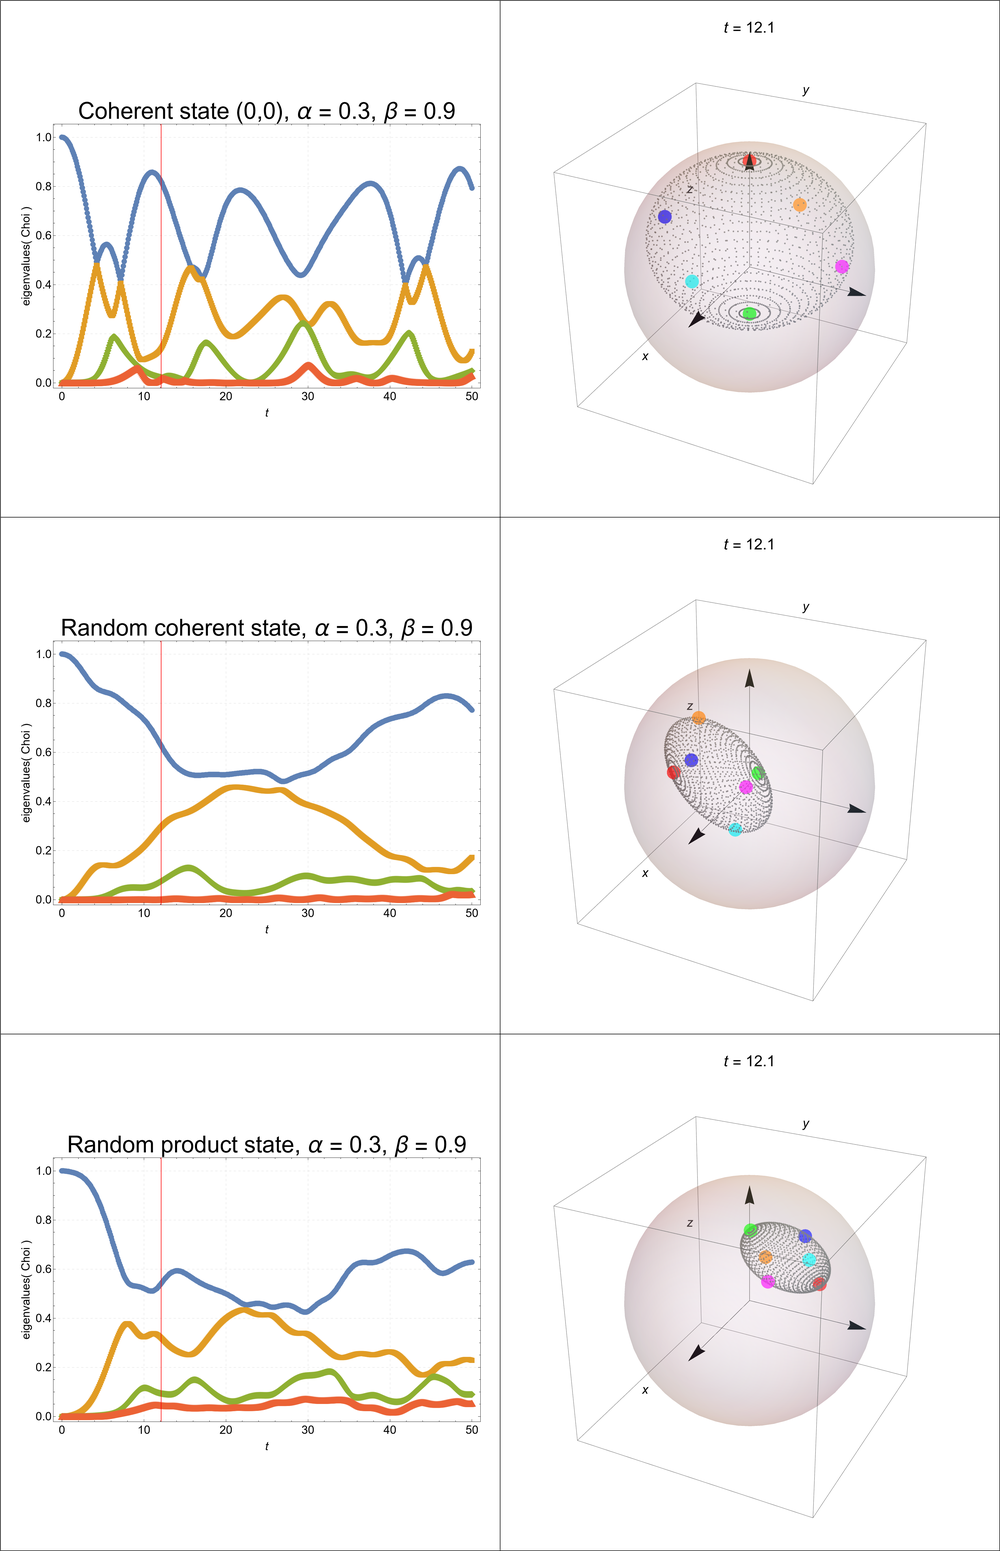 t = 12.1
Coherent state (0,0), α = 0.3, β = 0.9
eigenvalues( Choi )
1.0
0.8
0.6
0.4
0.2
0.0
0
10
20
30
40
50
t
y
z
x
t = 12.1
Random coherent state, α = 0.3, β = 0.9
eigenvalues( Choi )
1.0
0.8
0.6
0.4
0.2
0.0
0
10
20
30
40
50
t
y
z
x
t = 12.1
Random product state, α = 0.3, β = 0.9
eigenvalues( Choi )
1.0
0.8
0.6
0.4
0.2
0.0
0
10
20
30
40
50
t
y
z
x